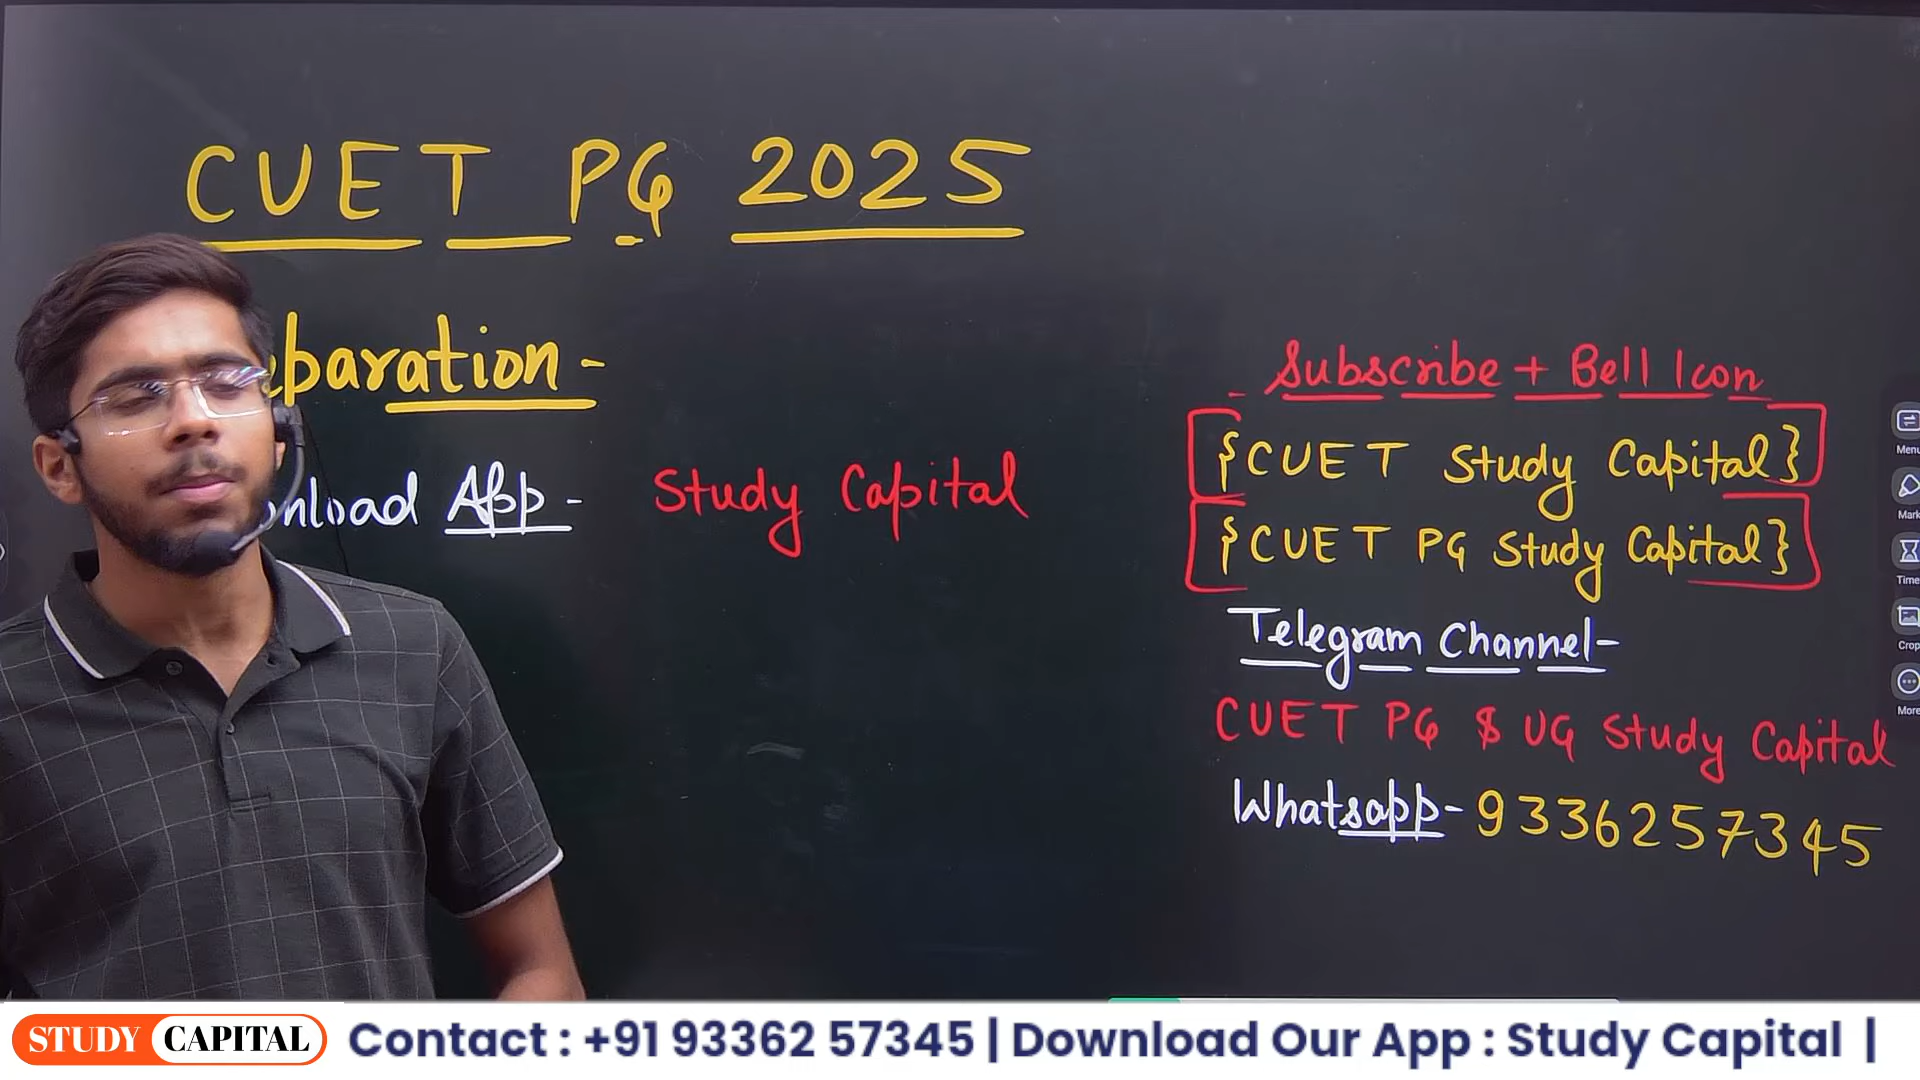 CUET PG 2025
eparation-
nload App- Study Capital
Subscribe + Bell Icon
{CUET Study Capital}
{CUET PG Study Capital}
Telegram Channel-
CUET PG & UG Study Capital
Whatsapp- 9336257345
Menu
Mark
Time
Crop
More
STUDY CAPITAL Contact : +91 93362 57345 | Download Our App : Study Capital |